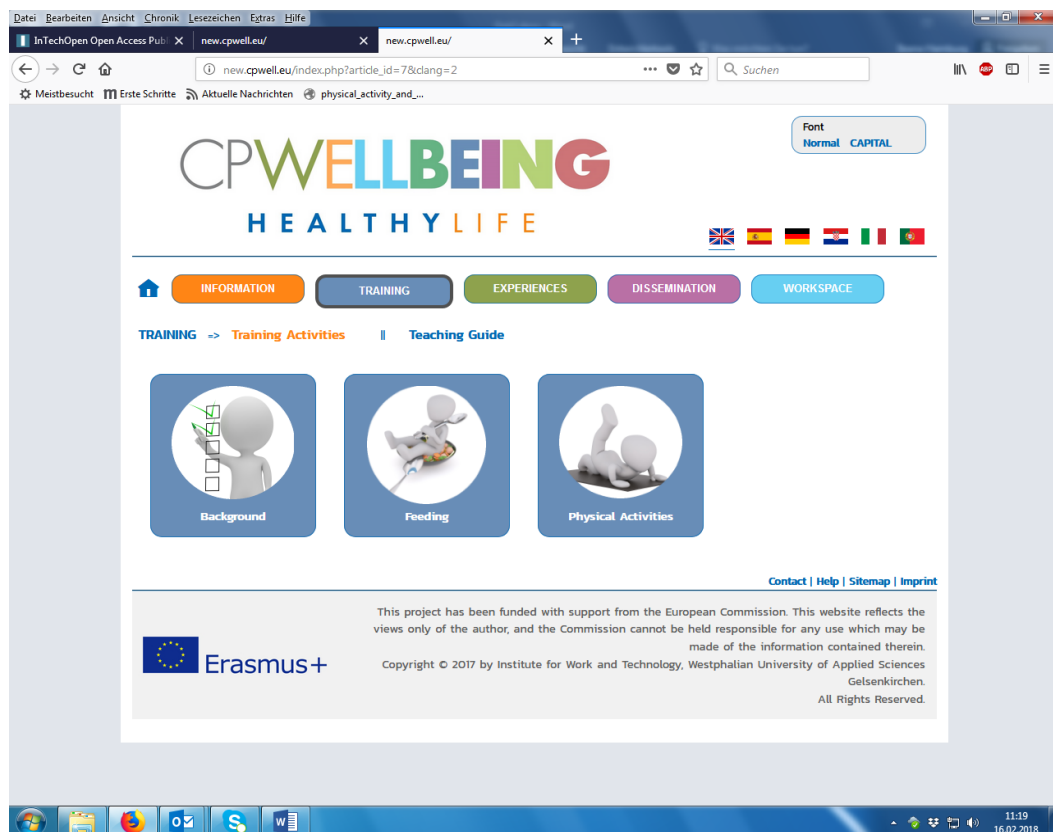 Datei Bearbeiten Ansicht Chronik Lesezeichen Extras Hilfe
InTechOpen Open Access Publ
new.cpwell.eu/
new.cpwell.eu/
new.cpwell.eu/index.php?article_id=7&clang=2
Suchen
Meistbesucht Erste Schritte Aktuelle Nachrichten physical_activity_and_...
Font
Normal CAPITAL
CPWELLBEING
HEALTHYLIFE
INFORMATION TRAINING EXPERIENCES DISSEMINATION WORKSPACE
TRAINING => Training Activities || Teaching Guide
Background Feeding Physical Activities
Contact | Help | Sitemap | Imprint
This project has been funded with support from the European Commission. This website reflects the
views only of the author, and the Commission cannot be held responsible for any use which may be
made of the information contained therein.
Erasmus+
Copyright © 2017 by Institute for Work and Technology, Westphalian University of Applied Sciences
Gelsenkirchen.
All Rights Reserved.
11:19
16.02.2018